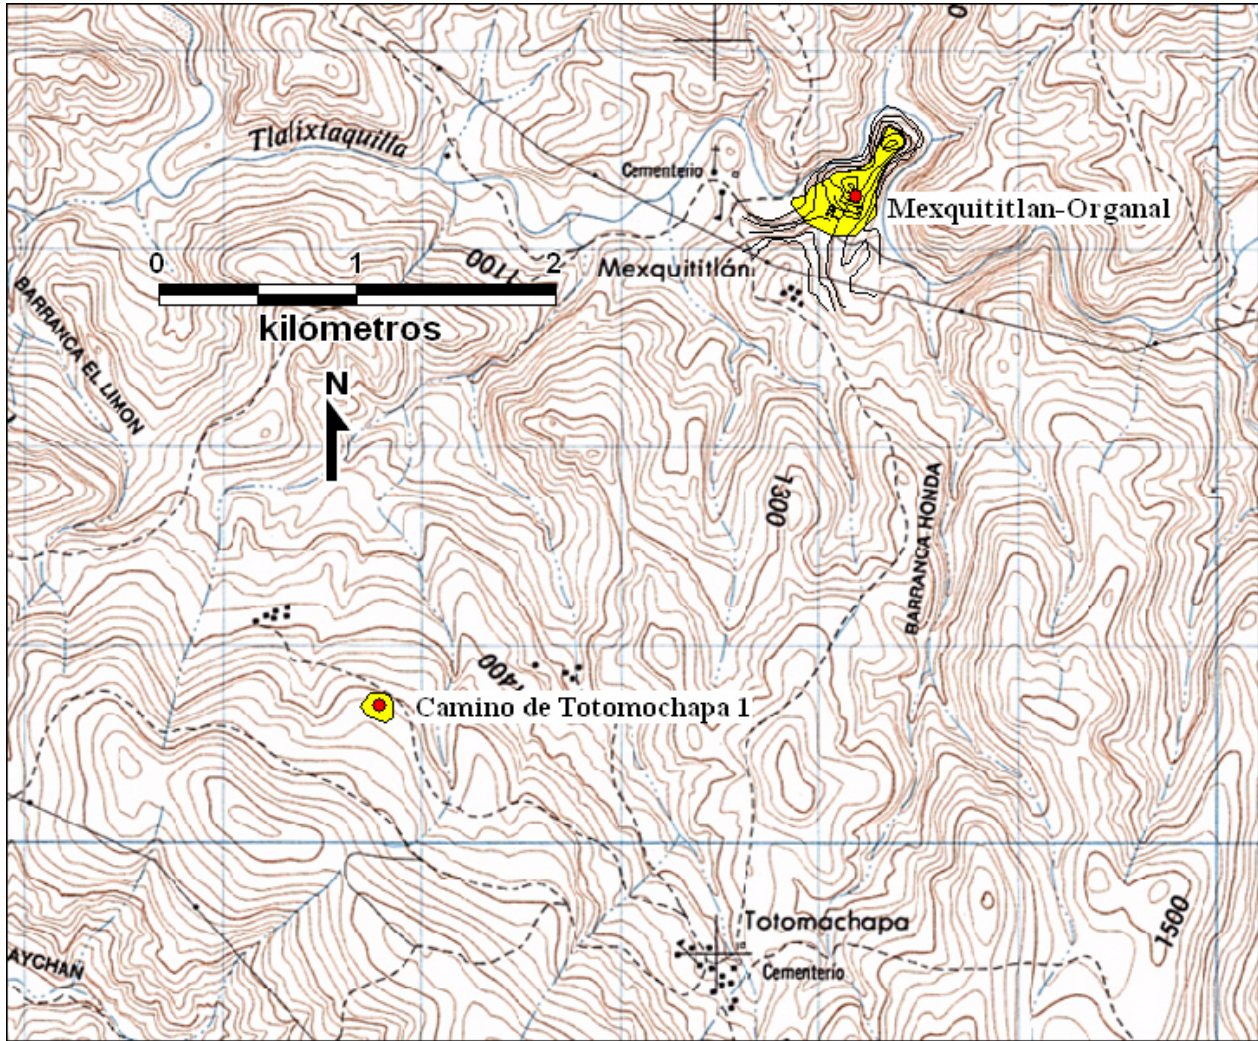 0
Tlalixtaquilla
Cementerio
Mexquititlan-Organal
0 1 2
1100
Mexquititlán
kilometros
BARRANCA EL LIMON
N
1300
BARRANCA HONDA
1400
Camino de Totomochapa 1
Totomachapa
1500
AYCHAN
Cementerio